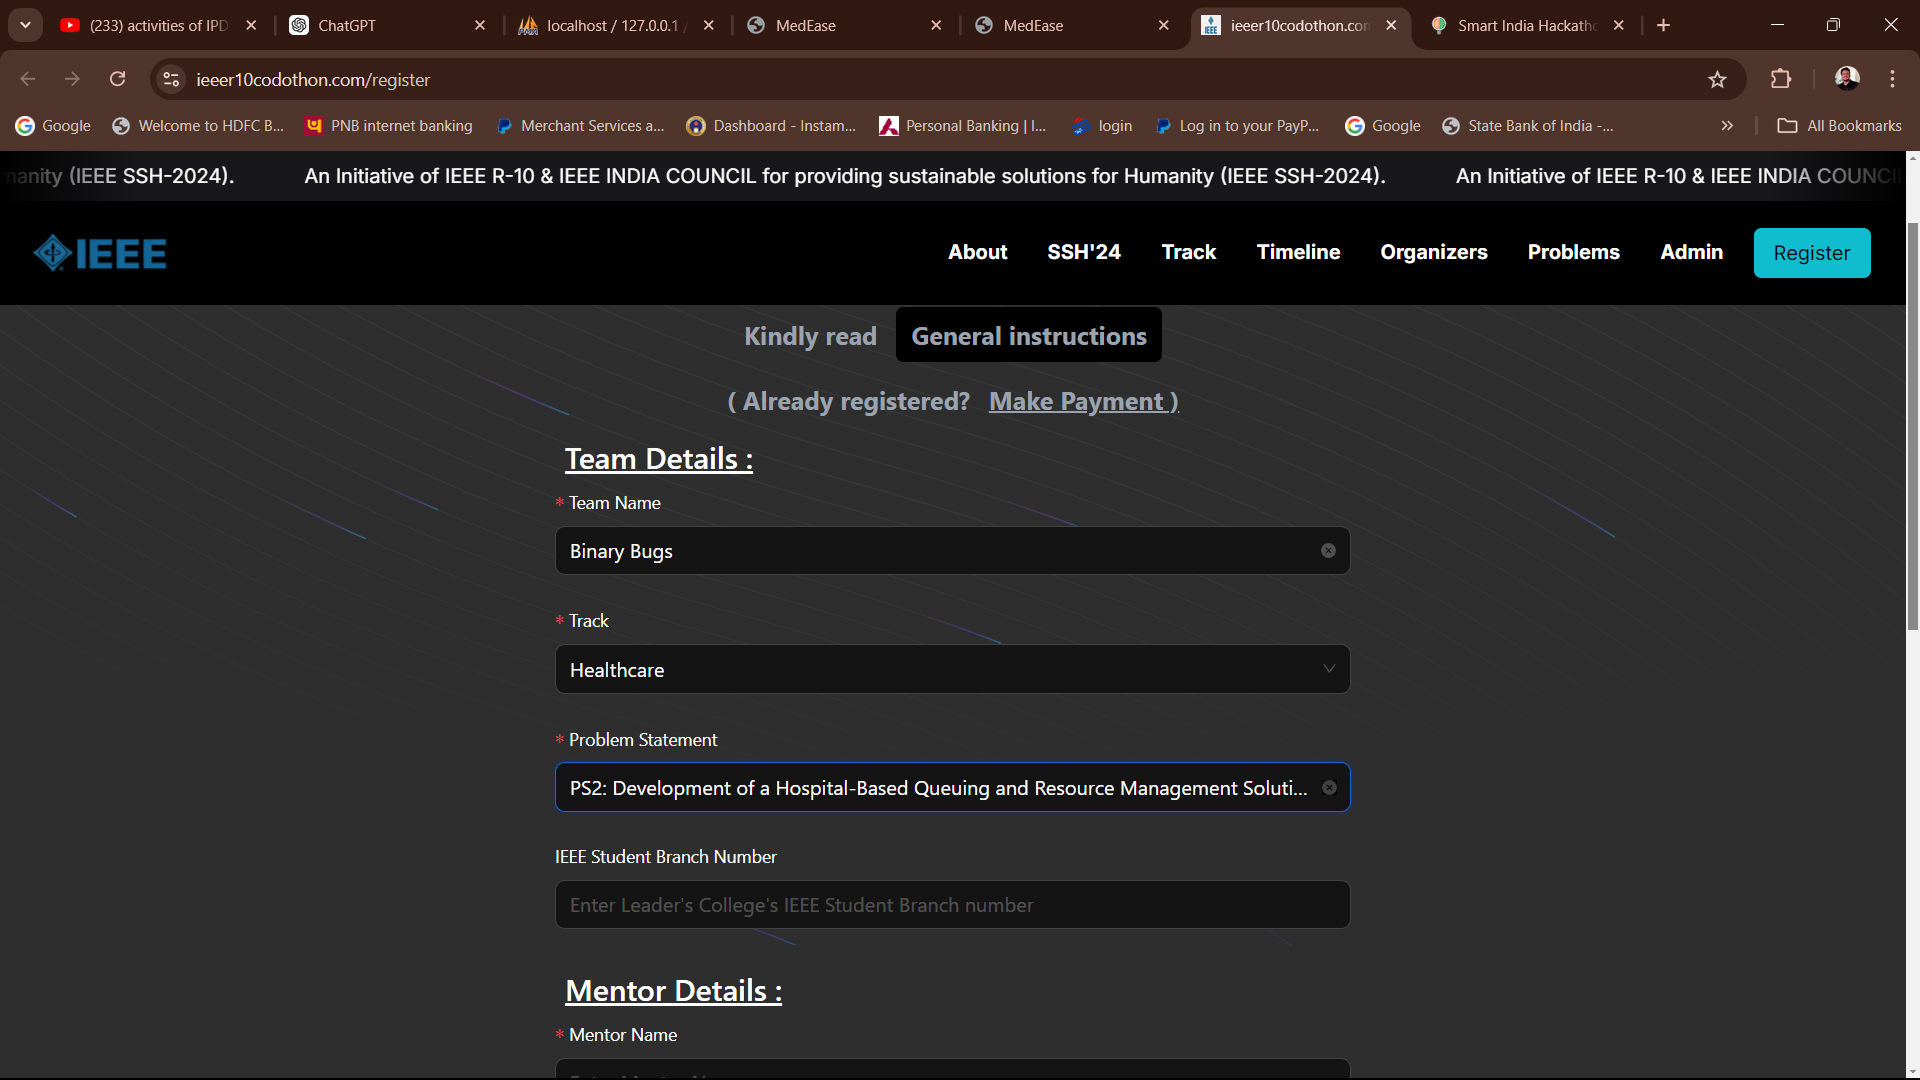 (233) activities of IPD
ChatGPT
localhost / 127.0.0.1 /
MedEase
MedEase
ieeer10codothon.com
Smart India Hackatho
ieeer10codothon.com/register
Google
Welcome to HDFC B...
PNB internet banking
Merchant Services a...
Dashboard - Instam...
Personal Banking | I...
login
Log in to your PayP...
Google
State Bank of India -...
All Bookmarks
manity (IEEE SSH-2024). An Initiative of IEEE R-10 & IEEE INDIA COUNCIL for providing sustainable solutions for Humanity (IEEE SSH-2024). An Initiative of IEEE R-10 & IEEE INDIA COUNCIL
IEEE
About
SSH'24
Track
Timeline
Organizers
Problems
Admin
Register
Kindly read General instructions
( Already registered? Make Payment )
Team Details :
* Team Name
Binary Bugs
* Track
Healthcare
* Problem Statement
PS2: Development of a Hospital-Based Queuing and Resource Management Soluti...
IEEE Student Branch Number
Enter Leader's College's IEEE Student Branch number
Mentor Details :
* Mentor Name